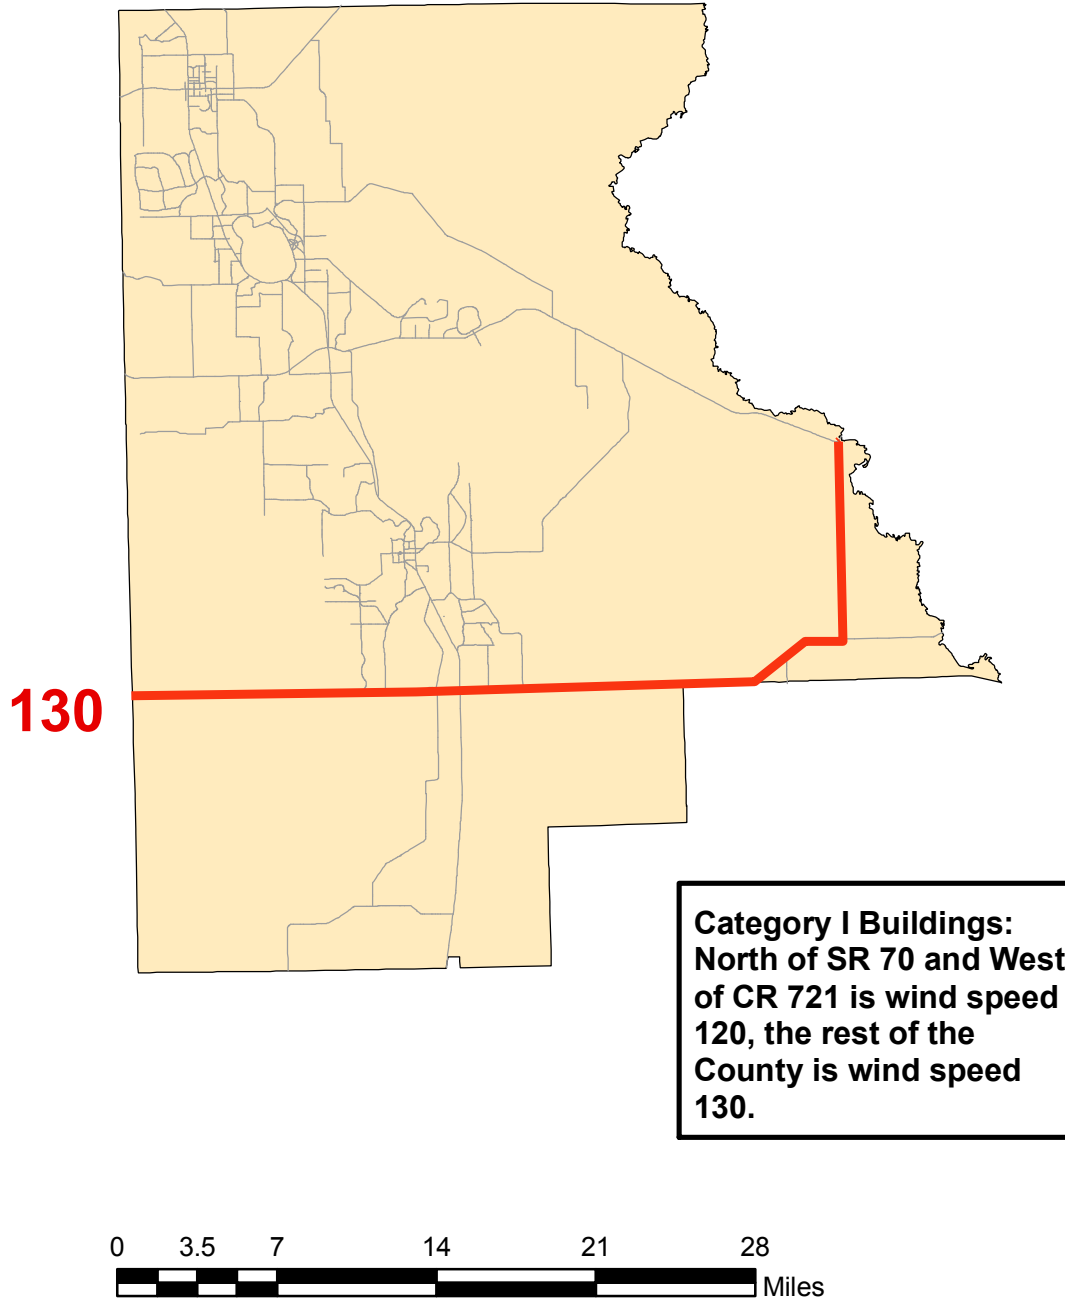 130
Category I Buildings:
North of SR 70 and West
of CR 721 is wind speed
120, the rest of the
County is wind speed
130.
0 3.5 7 14 21 28
Miles